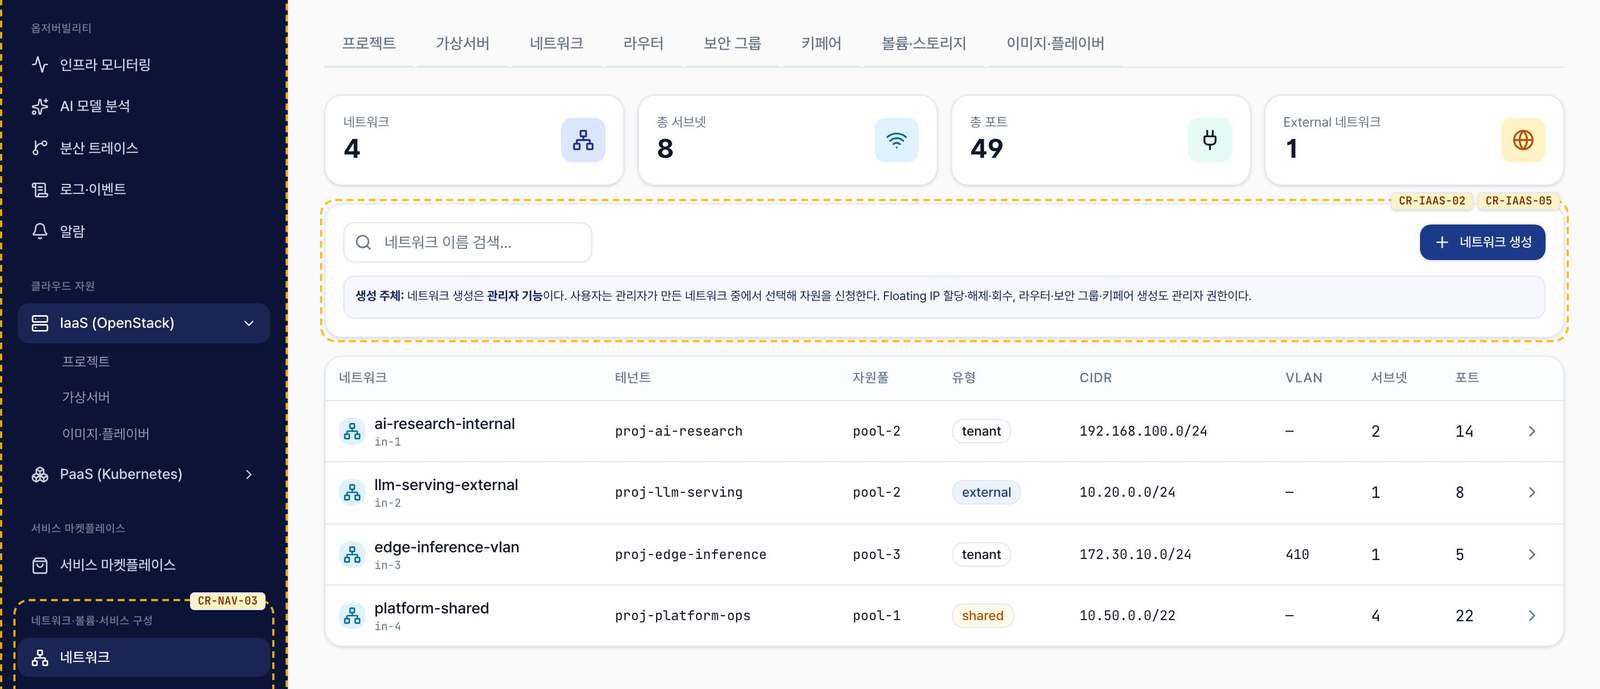 옵저버빌리티
인프라 모니터링
AI 모델 분석
분산 트레이스
로그·이벤트
알람
클라우드 자원
IaaS (OpenStack)
프로젝트
가상서버
이미지·플레이버
PaaS (Kubernetes)
서비스 마켓플레이스
서비스 마켓플레이스
CR-NAV-03
네트워크·볼륨·서비스 구성
네트워크
프로젝트 가상서버 네트워크 라우터 보안 그룹 키페어 볼륨·스토리지 이미지·플레이버
네트워크
4
총 서브넷
8
총 포트
49
External 네트워크
1
CR-IAAS-02 CR-IAAS-05
네트워크 이름 검색...
+ 네트워크 생성
생성 주체: 네트워크 생성은 관리자 기능이다. 사용자는 관리자가 만든 네트워크 중에서 선택해 자원을 신청한다. Floating IP 할당·해제·회수, 라우터·보안 그룹·키페어 생성도 관리자 권한이다.
네트워크 테넌트 자원풀 유형 CIDR VLAN 서브넷 포트
ai-research-internal proj-ai-research pool-2 tenant 192.168.100.0/24 – 2 14
in-1
llm-serving-external proj-llm-serving pool-2 external 10.20.0.0/24 – 1 8
in-2
edge-inference-vlan proj-edge-inference pool-3 tenant 172.30.10.0/24 410 1 5
in-3
platform-shared proj-platform-ops pool-1 shared 10.50.0.0/22 – 4 22
in-4